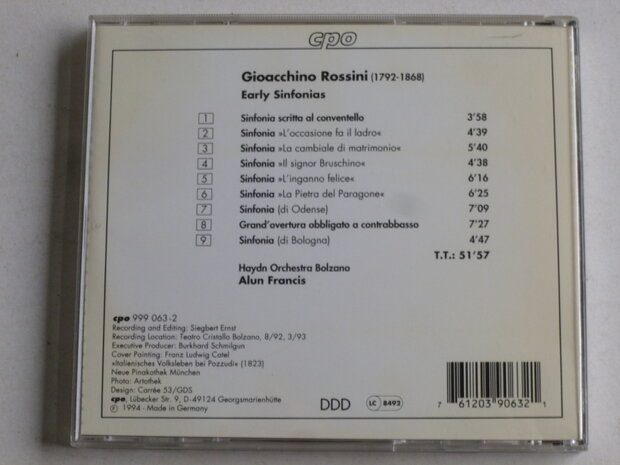 cpo
Gioacchino Rossini (1792-1868)
Early Sinfonias
1 Sinfonia scritta al conventello 3'58
2 Sinfonia »L'occasione fa il ladro« 4'39
3 Sinfonia »La cambiale di matrimonio« 5'40
4 Sinfonia »Il signor Bruschino« 4'38
5 Sinfonia »L'inganno felice« 6'16
6 Sinfonia »La Pietra del Paragone« 6'25
7 Sinfonia (di Odense) 7'09
8 Grand'overtura obbligato a contrabbasso 7'27
9 Sinfonia (di Bologna) 4'47
T.T.: 51'57
Haydn Orchestra Bolzano
Alun Francis
cpo 999 063-2
Recording and Editing: Siegbert Ernst
Recording Location: Teatro Cristallo Bolzano, 8/92, 3/93
Executive Producer: Burkhard Schmilgun
Cover Painting: Franz Ludwig Catel
»Italienisches Volksleben bei Pozzudi« (1823)
Neue Pinakothek München
Photo: Artothek
Design: Carrée 53/GDS
cpo, Lübecker Str. 9, D-49124 Georgsmarienhütte
℗ 1994 · Made in Germany
DDD
LC 8492
7 61203 90632 1